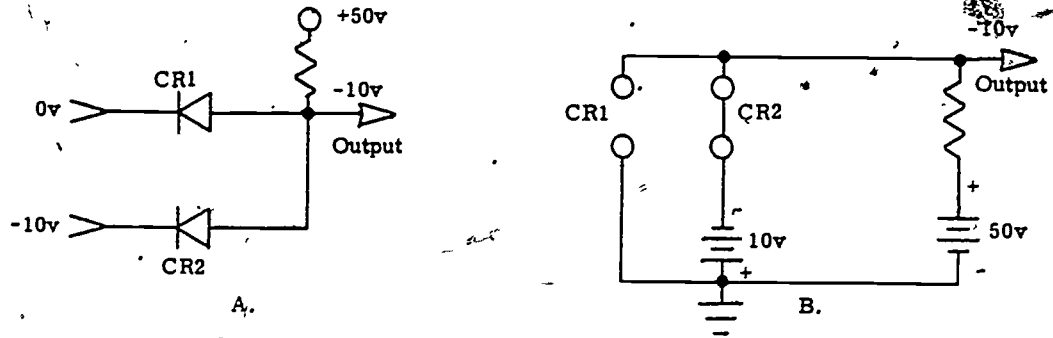 +50v
CR1
-10v
0v
Output
-10v
CR2
A.
-10v
Output
CR1
CR2
+
-
10v
50v
+
-
B.